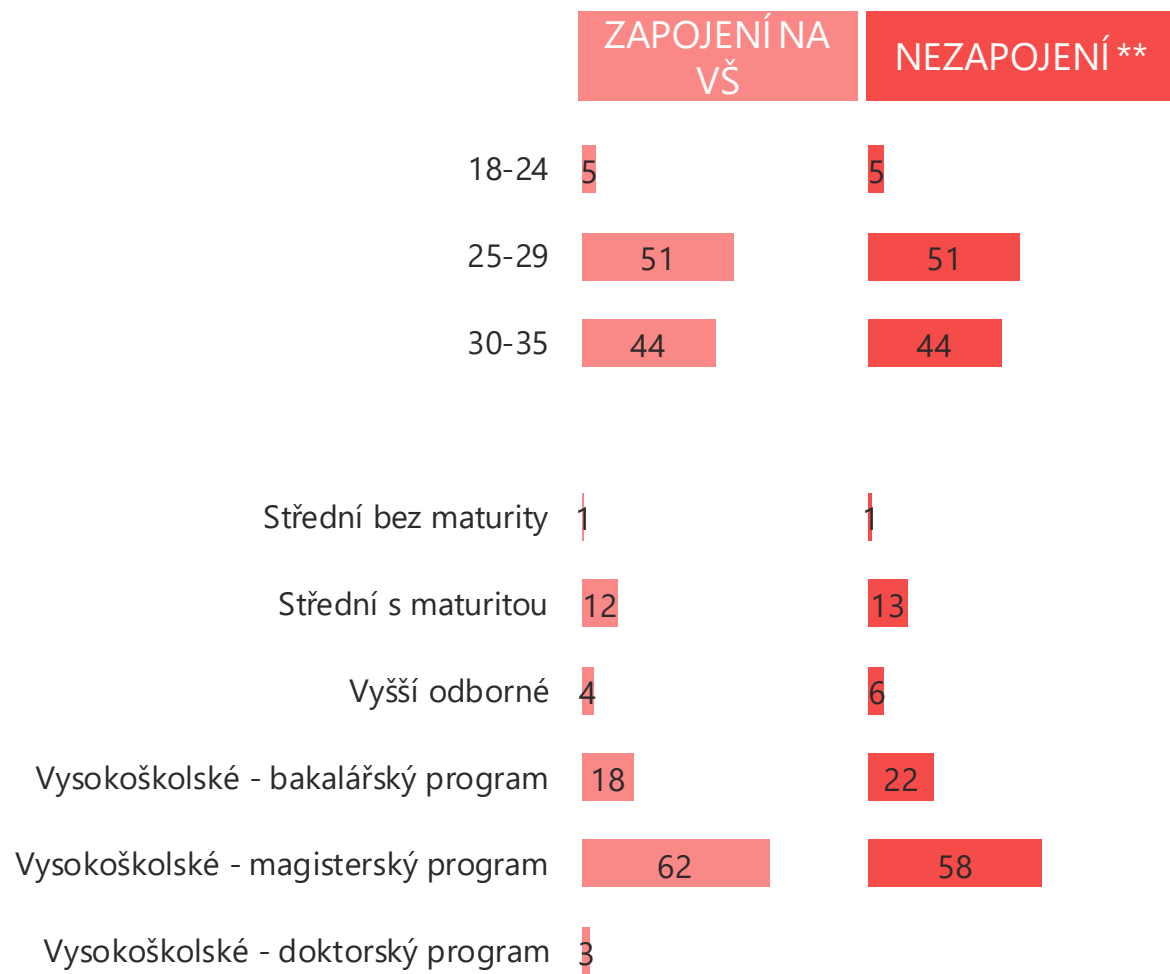 ZAPOJENÍ NA
VŠ
NEZAPOJENÍ **
18-24 5 5
25-29 51 51
30-35 44 44
Střední bez maturity 1 1
Střední s maturitou 12 13
Vyšší odborné 4 6
Vysokoškolské - bakalářský program 18 22
Vysokoškolské - magisterský program 62 58
Vysokoškolské - doktorský program 3